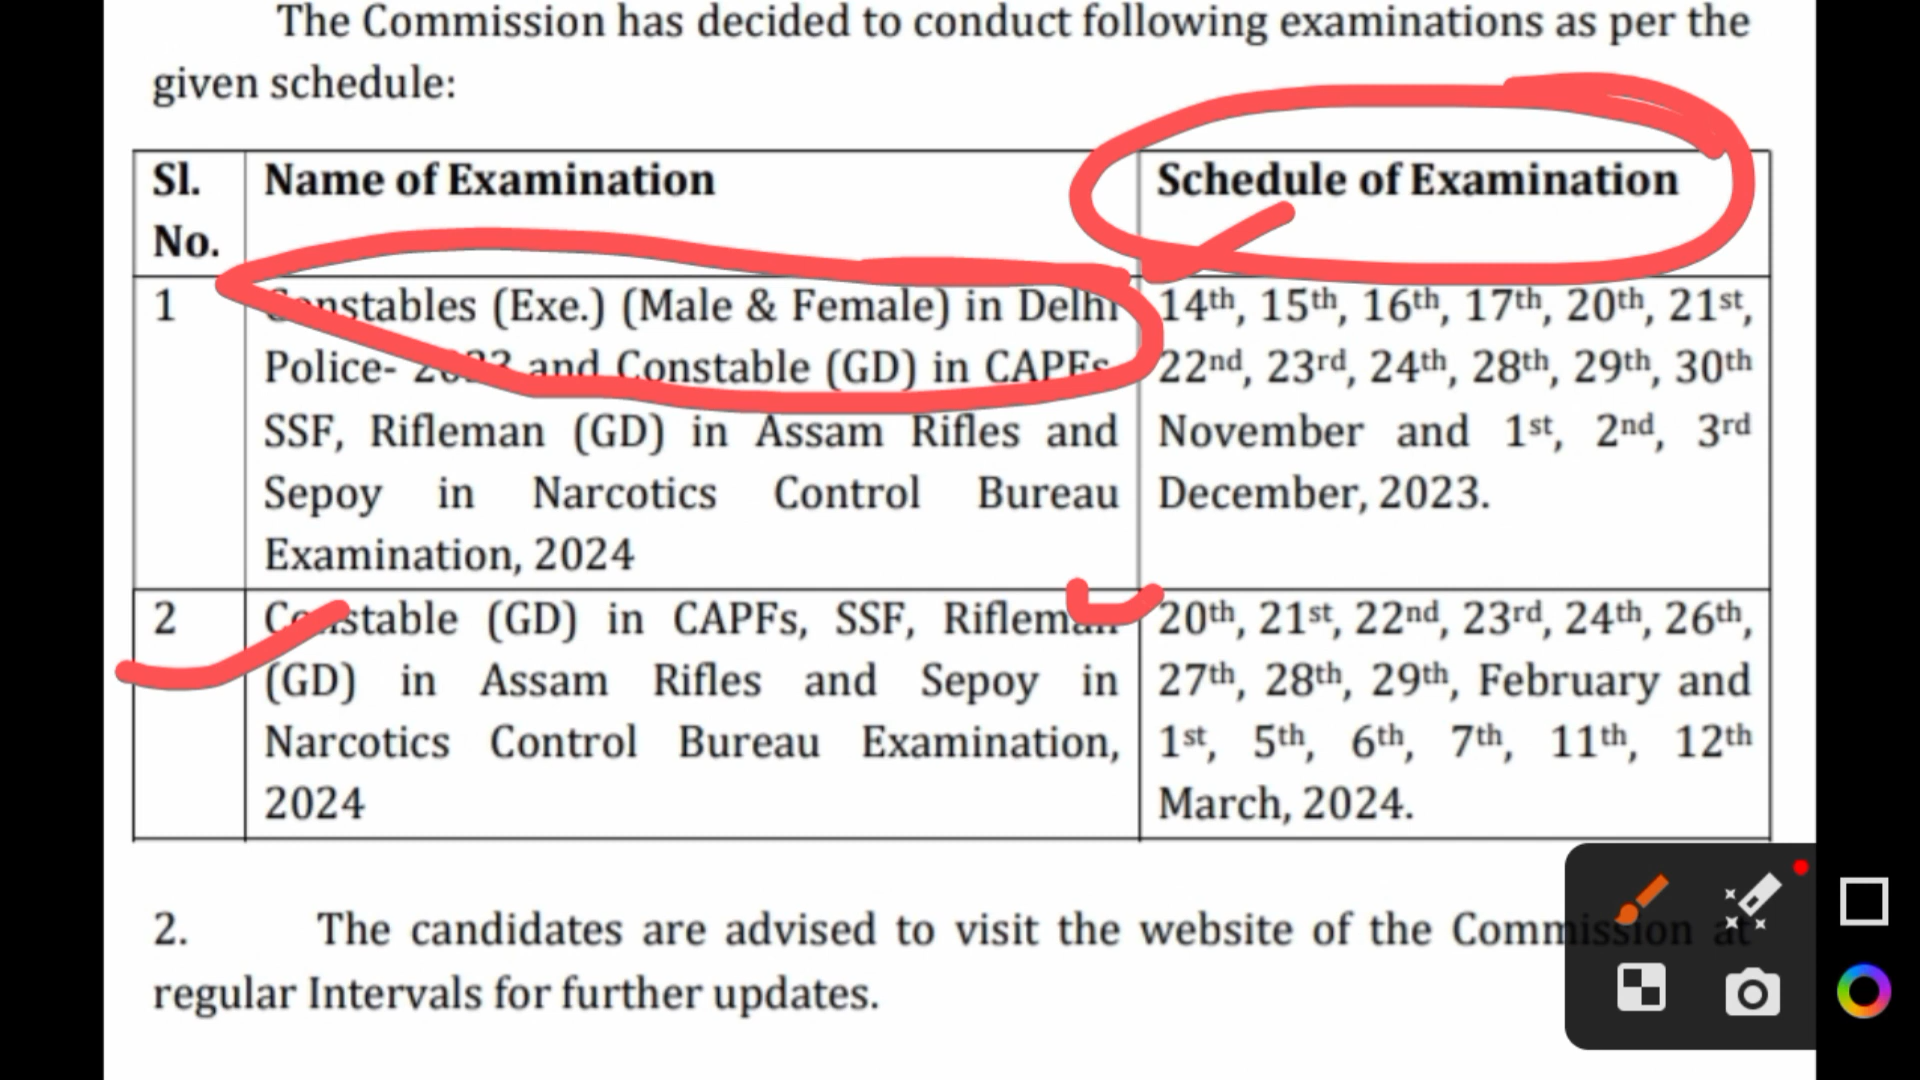 The Commission has decided to conduct following examinations as per the
given schedule:
Sl. No.
Name of Examination
Schedule of Examination
1
Constables (Exe.) (Male & Female) in Delhi
Police- 2023 and Constable (GD) in CAPFs
SSF, Rifleman (GD) in Assam Rifles and
Sepoy in Narcotics Control Bureau
Examination, 2024
14th, 15th, 16th, 17th, 20th, 21st,
22nd, 23rd, 24th, 28th, 29th, 30th
November and 1st, 2nd, 3rd
December, 2023.
2
Constable (GD) in CAPFs, SSF, Rifleman
(GD) in Assam Rifles and Sepoy in
Narcotics Control Bureau Examination,
2024
20th, 21st, 22nd, 23rd, 24th, 26th,
27th, 28th, 29th, February and
1st, 5th, 6th, 7th, 11th, 12th
March, 2024.
2. The candidates are advised to visit the website of the Commission at
regular Intervals for further updates.